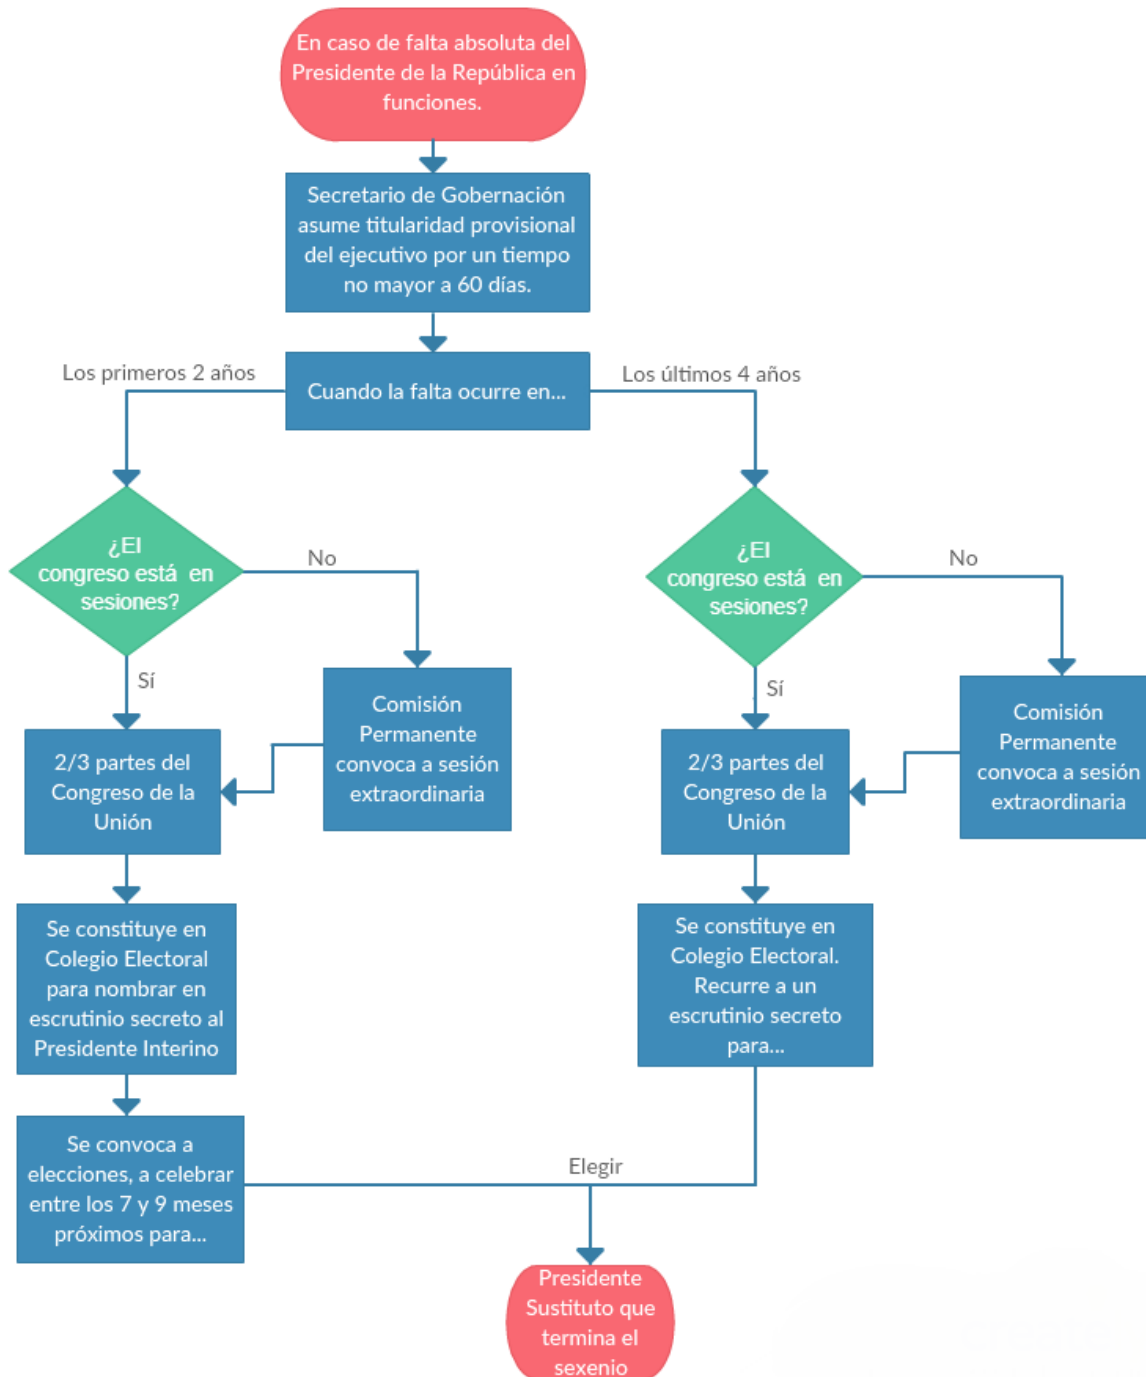 En caso de falta absoluta del
Presidente de la República en
funciones.
Secretario de Gobernación
asume titularidad provisional
del ejecutivo por un tiempo
no mayor a 60 días.
Los primeros 2 años
Cuando la falta ocurre en...
Los últimos 4 años
¿El
congreso está en
sesiones?
No
Sí
Comisión
Permanente
convoca a sesión
extraordinaria
2/3 partes del
Congreso de la
Unión
Se constituye en
Colegio Electoral
para nombrar en
escrutinio secreto al
Presidente Interino
Se convoca a
elecciones, a celebrar
entre los 7 y 9 meses
próximos para...
¿El
congreso está en
sesiones?
No
Sí
Comisión
Permanente
convoca a sesión
extraordinaria
2/3 partes del
Congreso de la
Unión
Se constituye en
Colegio Electoral.
Recurre a un
escrutinio secreto
para...
Elegir
Presidente
Sustituto que
termina el
sexenio